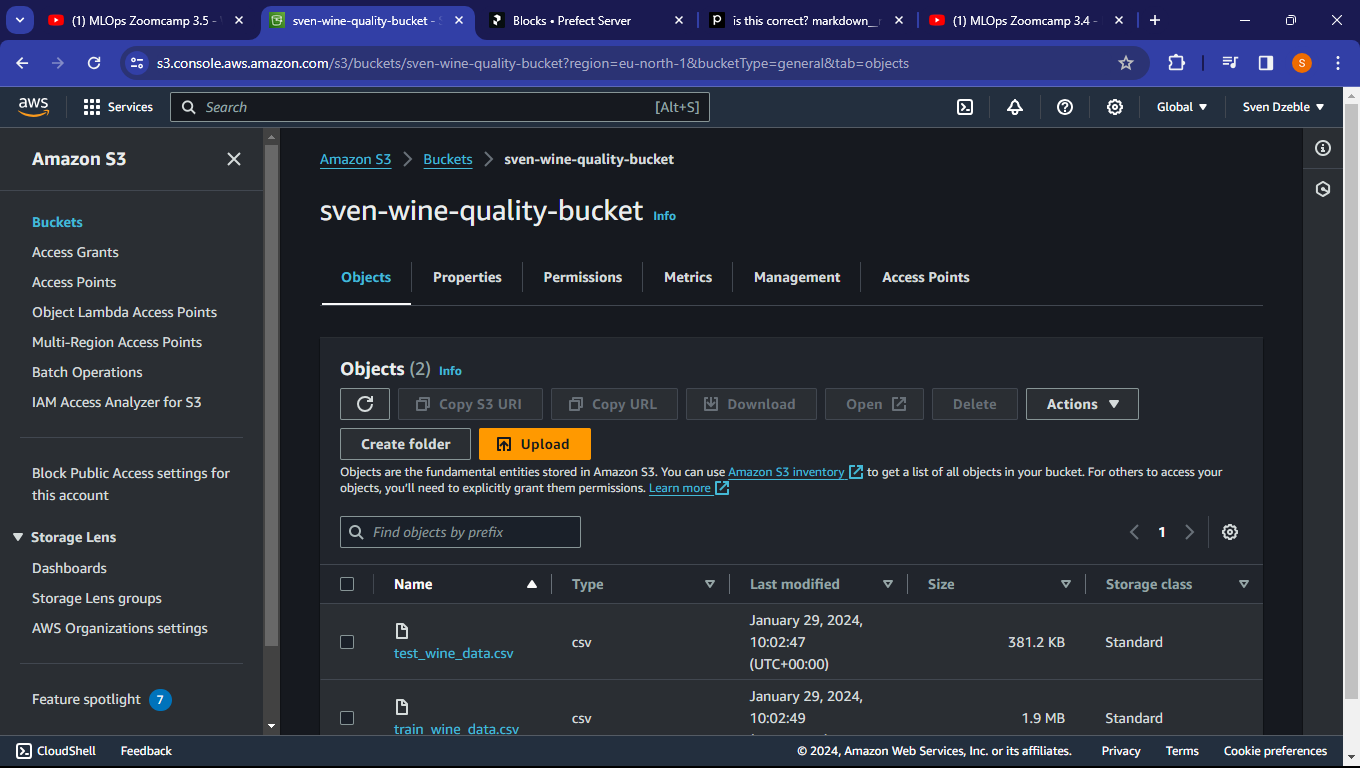 (1) MLOps Zoomcamp 3.5 -
sven-wine-quality-bucket - S
Blocks • Prefect Server
is this correct? markdown_
(1) MLOps Zoomcamp 3.4 -
s3.console.aws.amazon.com/s3/buckets/sven-wine-quality-bucket?region=eu-north-1&bucketType=general&tab=objects
S
aws
Services
Search
[Alt+S]
Global
Sven Dzeble
Amazon S3
Buckets
Access Grants
Access Points
Object Lambda Access Points
Multi-Region Access Points
Batch Operations
IAM Access Analyzer for S3
Block Public Access settings for
this account
Storage Lens
Dashboards
Storage Lens groups
AWS Organizations settings
Feature spotlight 7
Amazon S3 > Buckets > sven-wine-quality-bucket
sven-wine-quality-bucket Info
Objects Properties Permissions Metrics Management Access Points
Objects (2) Info
Copy S3 URI Copy URL Download Open Delete Actions
Create folder Upload
Objects are the fundamental entities stored in Amazon S3. You can use Amazon S3 inventory to get a list of all objects in your bucket. For others to access your
objects, you'll need to explicitly grant them permissions. Learn more
Find objects by prefix
1
Name Type Last modified Size Storage class
test_wine_data.csv
csv
January 29, 2024,
10:02:47
(UTC+00:00)
381.2 KB
Standard
train_wine_data.csv
csv
January 29, 2024,
10:02:49
1.9 MB
Standard
CloudShell Feedback
© 2024, Amazon Web Services, Inc. or its affiliates. Privacy Terms Cookie preferences